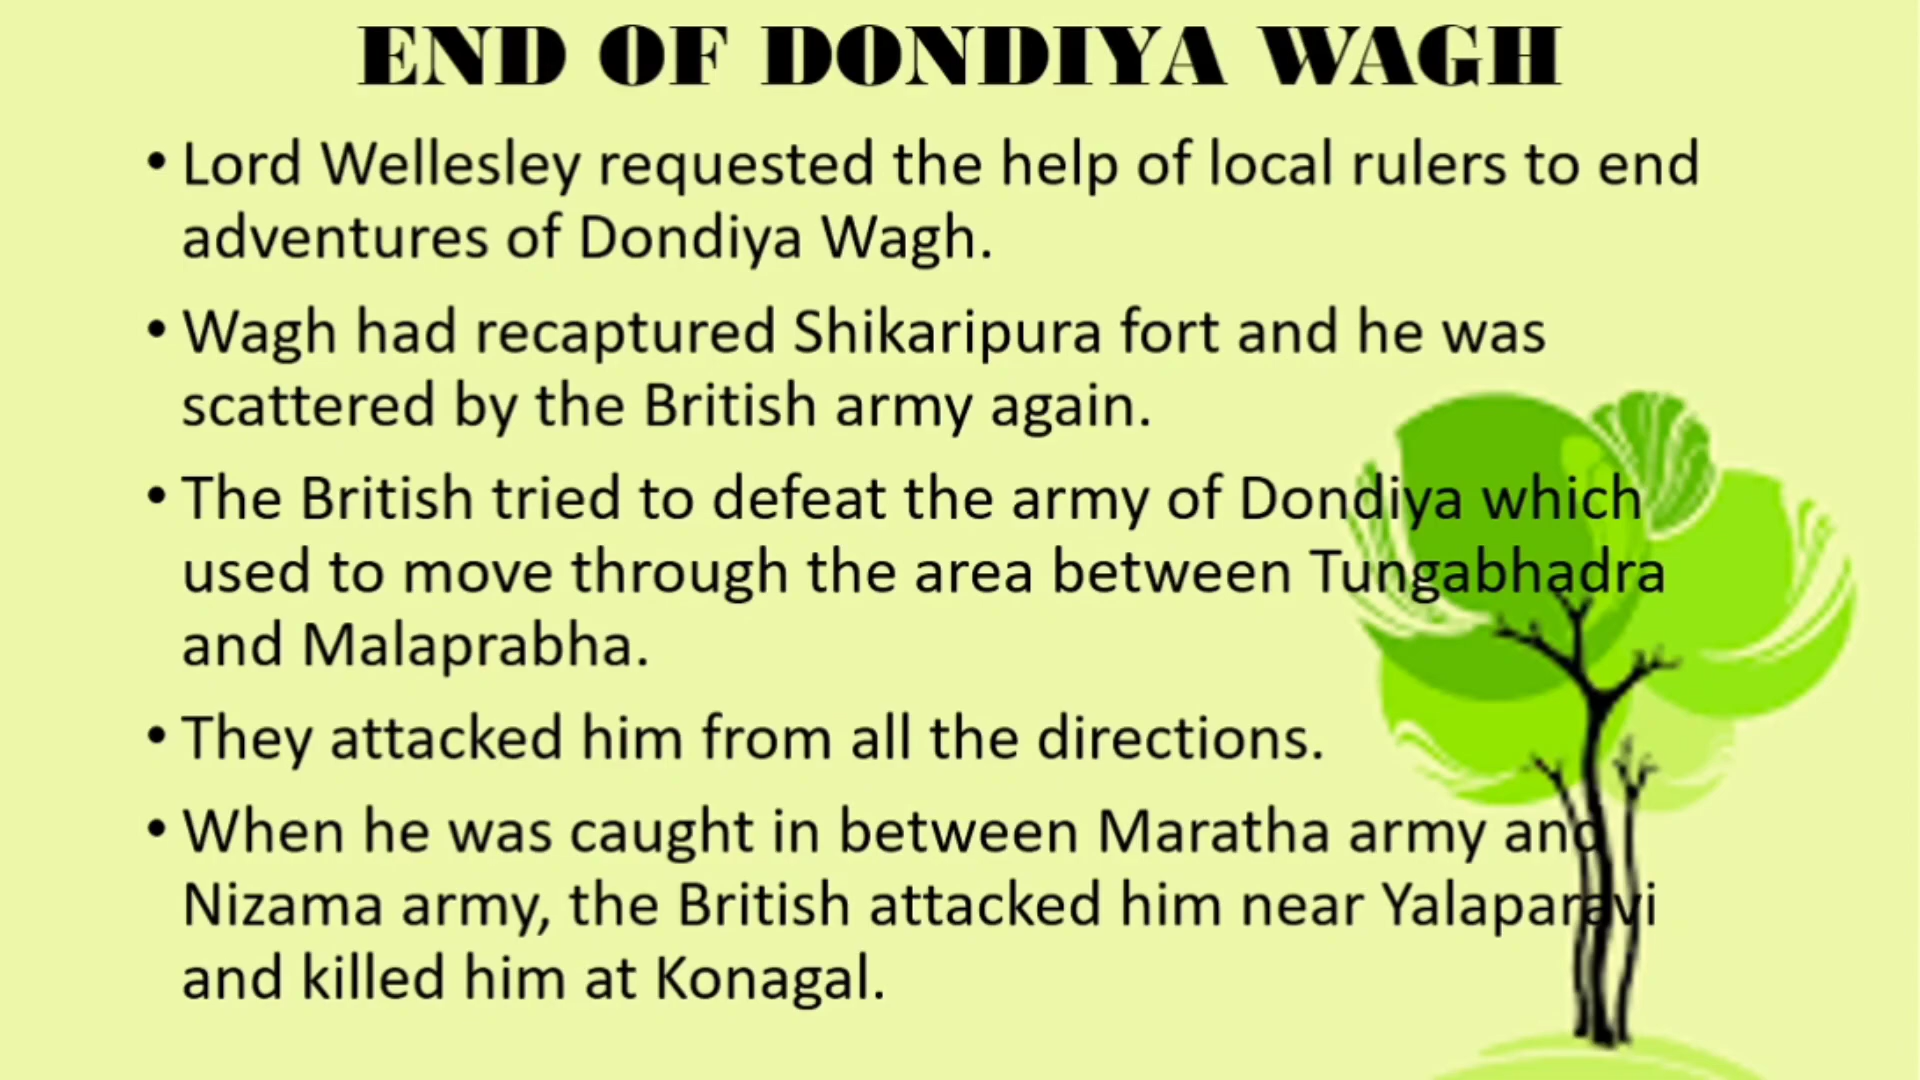 END OF DONDIYA WAGH
• Lord Wellesley requested the help of local rulers to end
adventures of Dondiya Wagh.
• Wagh had recaptured Shikaripura fort and he was
scattered by the British army again.
• The British tried to defeat the army of Dondiya which
used to move through the area between Tungabhadra
and Malaprabha.
• They attacked him from all the directions.
• When he was caught in between Maratha army and
Nizama army, the British attacked him near Yalaparavi
and killed him at Konagal.